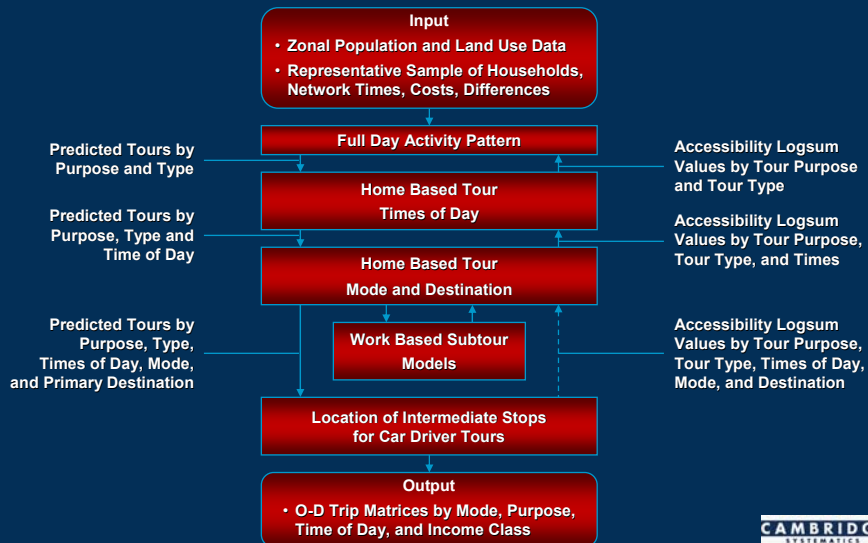 Input
• Zonal Population and Land Use Data
• Representative Sample of Households,
Network Times, Costs, Differences
Full Day Activity Pattern
Predicted Tours by
Purpose and Type
Accessibility Logsum
Values by Tour Purpose
and Tour Type
Home Based Tour
Times of Day
Predicted Tours by
Purpose, Type and
Time of Day
Accessibility Logsum
Values by Tour Purpose,
Tour Type, and Times
Home Based Tour
Mode and Destination
Predicted Tours by
Purpose, Type,
Times of Day, Mode,
and Primary Destination
Work Based Subtour
Models
Accessibility Logsum
Values by Tour Purpose,
Tour Type, Times of Day,
Mode, and Destination
Location of Intermediate Stops
for Car Driver Tours
Output
• O-D Trip Matrices by Mode, Purpose,
Time of Day, and Income Class
SYSTEMATICS